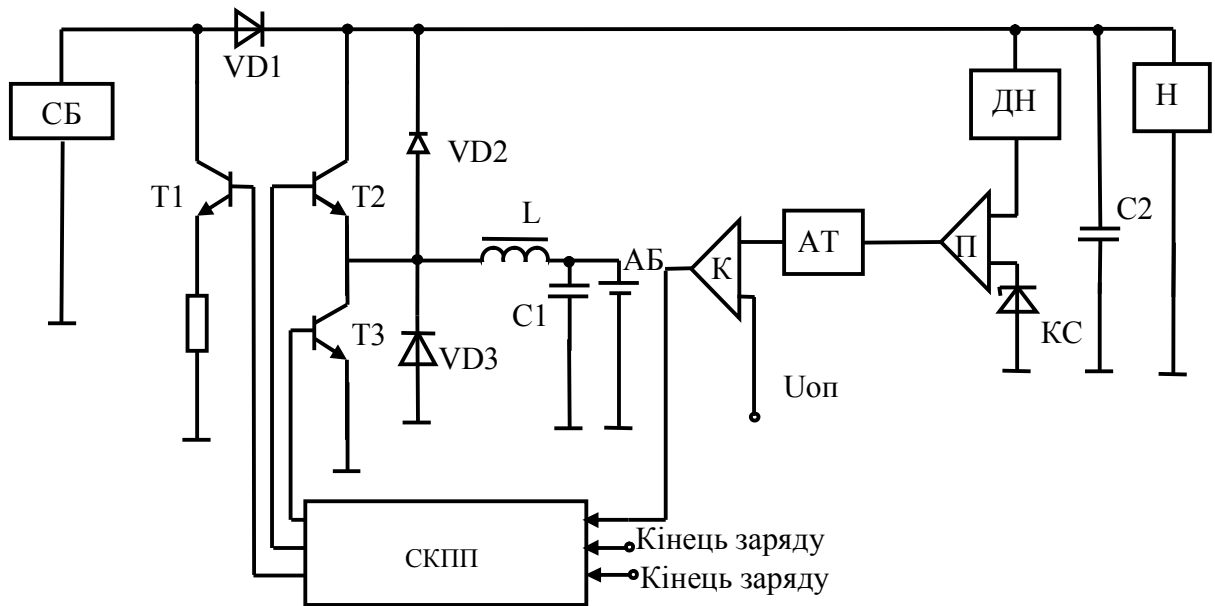 VD1
СБ
ДН
Н
VD2
T1
T2
L
C2
АТ
П
АБ
К
C1
T3
VD3
КС
Uоп
Кінець заряду
СКПП
Кінець заряду